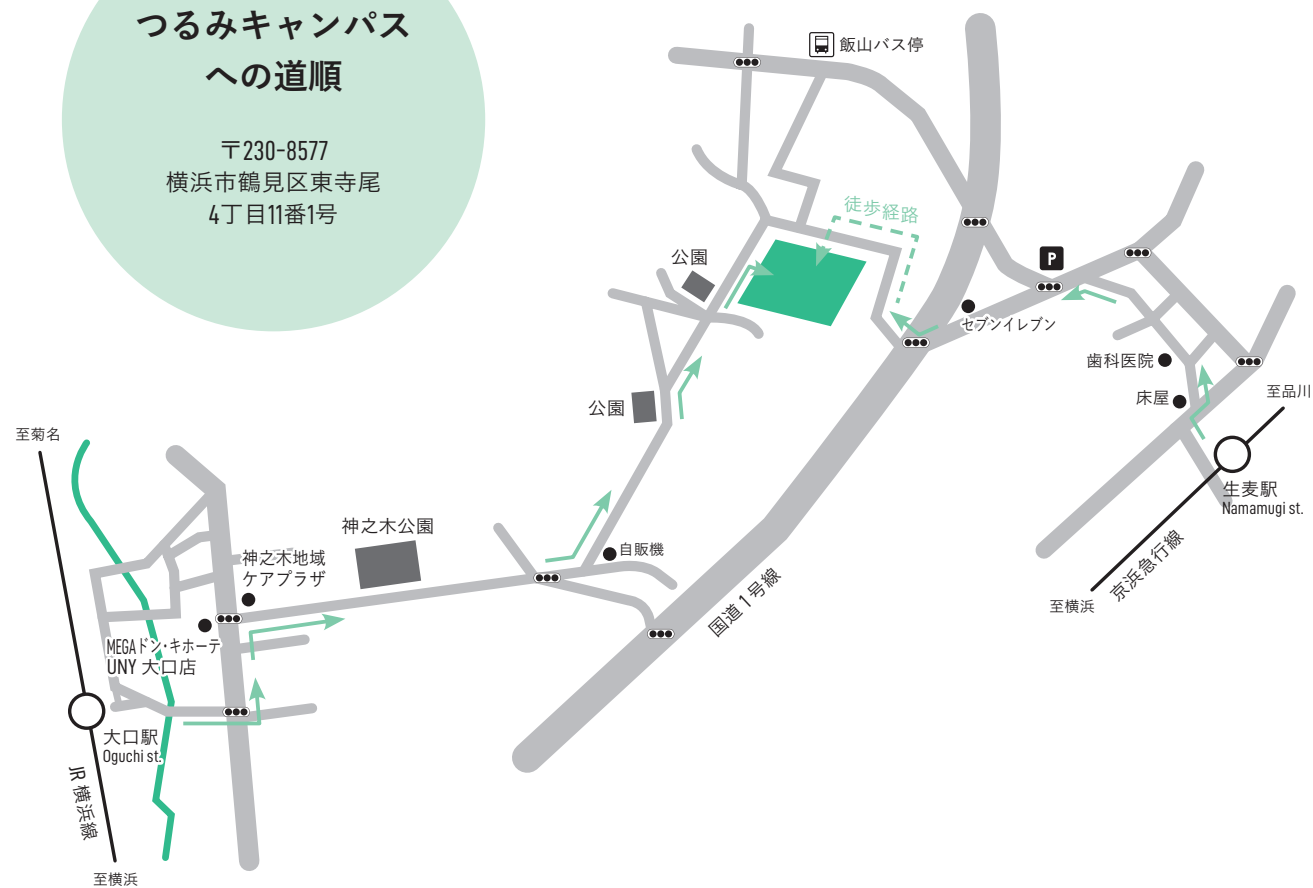 つるみキャンパス
への道順
〒230-8577
横浜市鶴見区東寺尾
4丁目11番1号
飯山バス停
徒歩経路
公園
P
セブンイレブン
歯科医院
床屋
至品川
生麦駅
Namamugi st.
京浜急行線
至横浜
公園
国道1号線
自販機
神之木公園
神之木地域
ケアプラザ
MEGAドン・キホーテ
UNY 大口店
至菊名
大口駅
Oguchi st.
JR 横浜線
至横浜